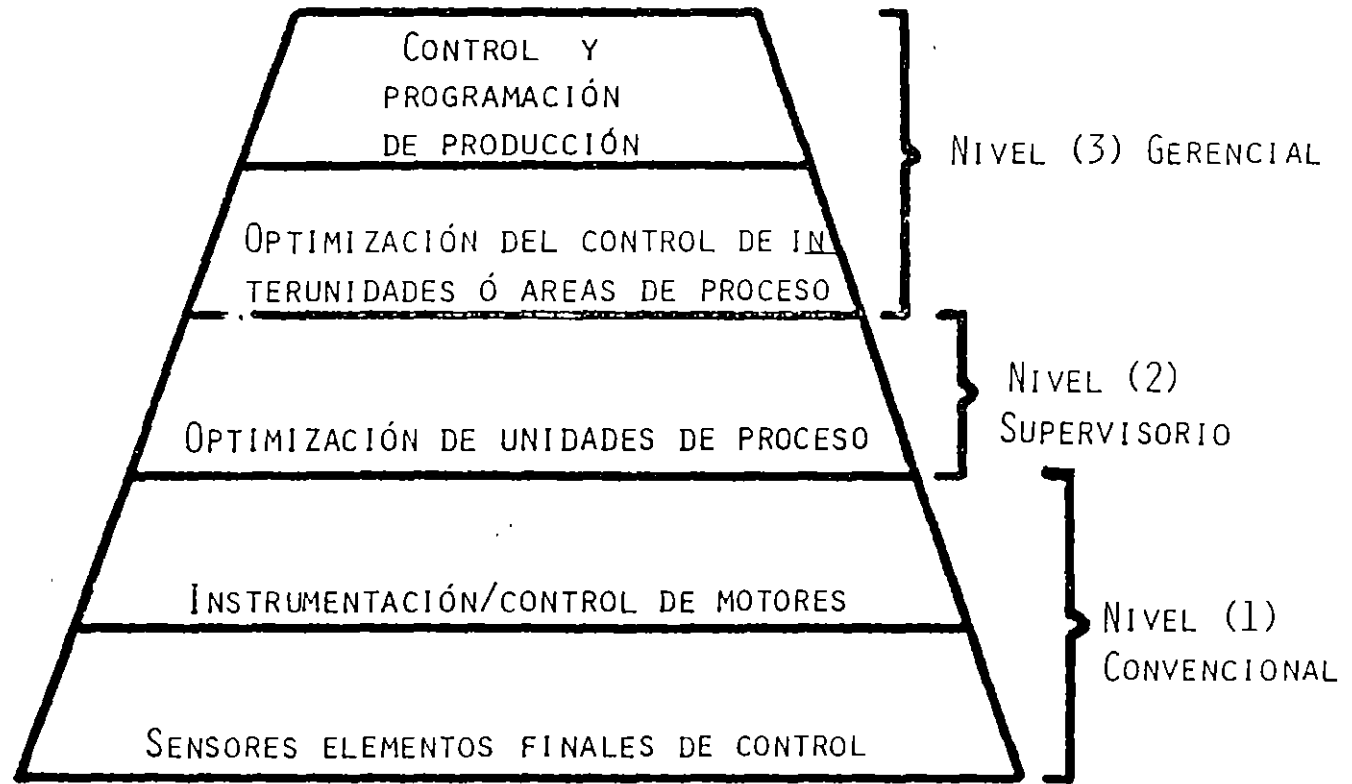 CONTROL Y
PROGRAMACIÓN
DE PRODUCCIÓN
NIVEL (3) GERENCIAL
OPTIMIZACIÓN DEL CONTROL DE IN
TERUNIDADES Ó AREAS DE PROCESO
NIVEL (2)
SUPERVISORIO
OPTIMIZACIÓN DE UNIDADES DE PROCESO
INSTRUMENTACIÓN/CONTROL DE MOTORES
NIVEL (1)
CONVENCIONAL
SENSORES ELEMENTOS FINALES DE CONTROL